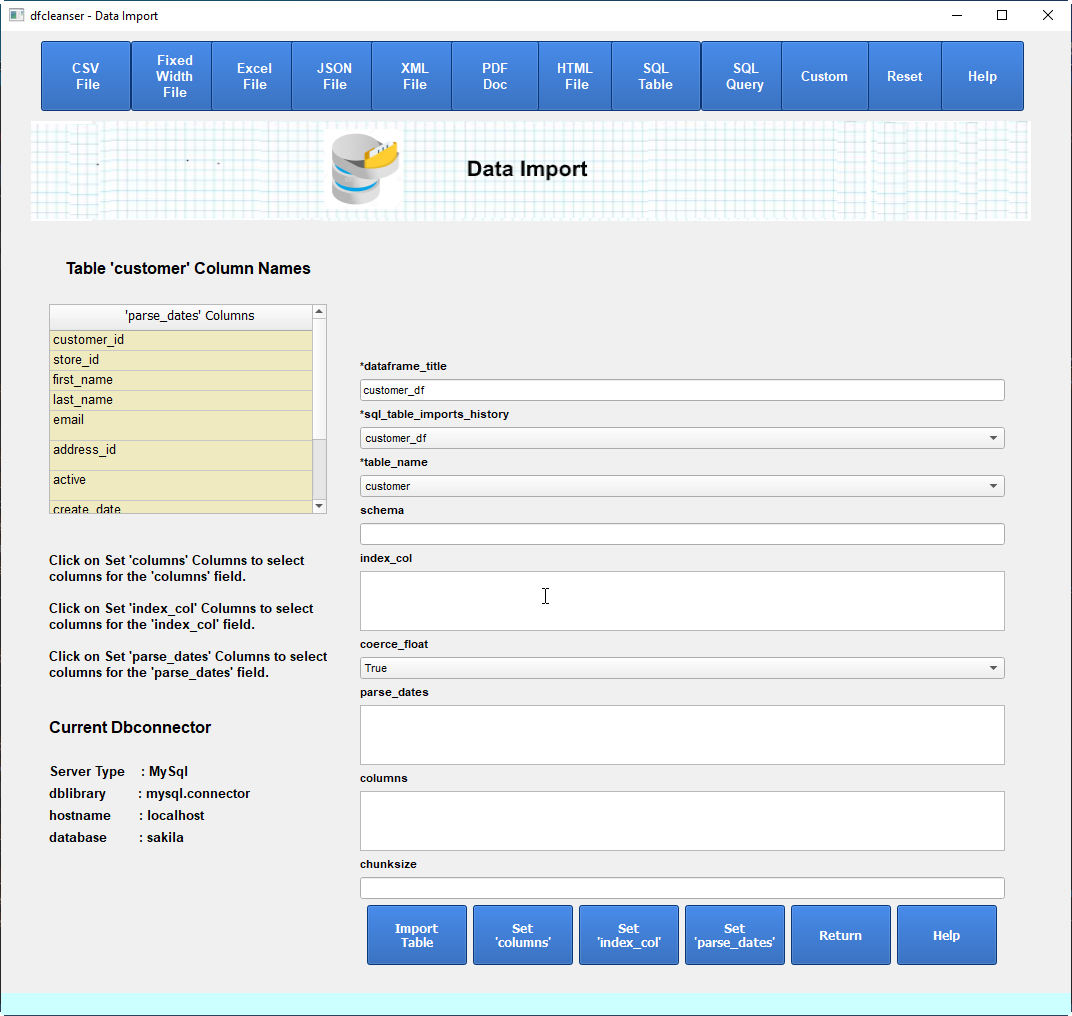 dfcleanser - Data Import
CSV
File
Fixed
Width
File
Excel
File
JSON
File
XML
File
PDF
Doc
HTML
File
SQL
Table
SQL
Query
Custom
Reset
Help
Data Import
Table 'customer' Column Names
'parse_dates' Columns
customer_id
store_id
first_name
last_name
email
address_id
active
create_date
Click on Set 'columns' Columns to select
columns for the 'columns' field.
Click on Set 'index_col' Columns to select
columns for the 'index_col' field.
Click on Set 'parse_dates' Columns to select
columns for the 'parse_dates' field.
Current Dbconnector
Server Type : MySql
dblibrary : mysql.connector
hostname : localhost
database : sakila
*dataframe_title
customer_df
*sql_table_imports_history
customer_df
*table_name
customer
schema
index_col
coerce_float
True
parse_dates
columns
chunksize
Import
Table
Set
'columns'
Set
'index_col'
Set
'parse_dates'
Return
Help